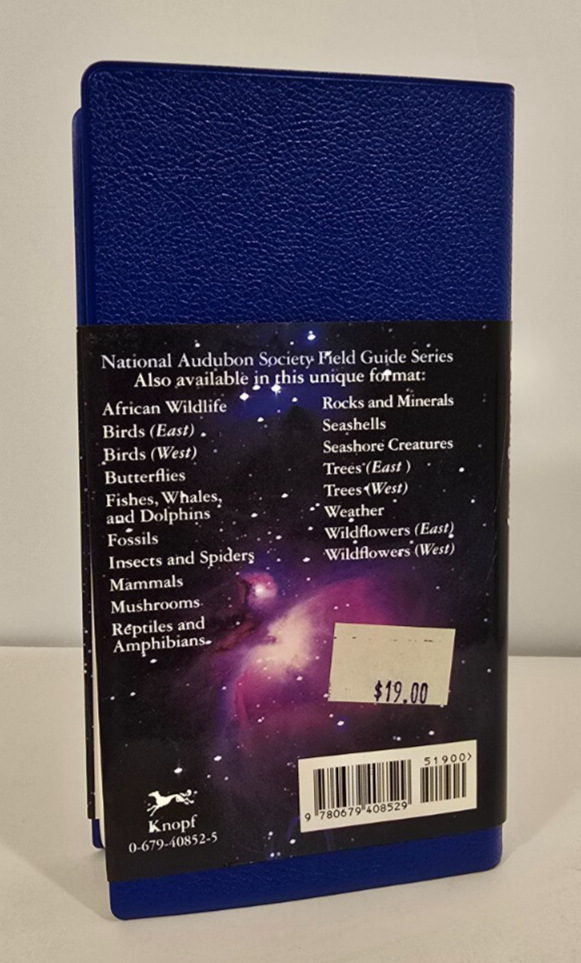 National Audubon Society Field Guide Series
Also available in this unique format:
African Wildlife
Birds (East)
Birds (West)
Butterflies
Fishes, Whales,
and Dolphins
Fossils
Insects and Spiders
Mammals
Mushrooms
Reptiles and
Amphibians
Rocks and Minerals
Seashells
Seashore Creatures
Trees (East)
Trees (West)
Weather
Wildflowers (East)
Wildflowers (West)
$19.00
51900>
9 780679 408529
Knopf
0-679-40852-5